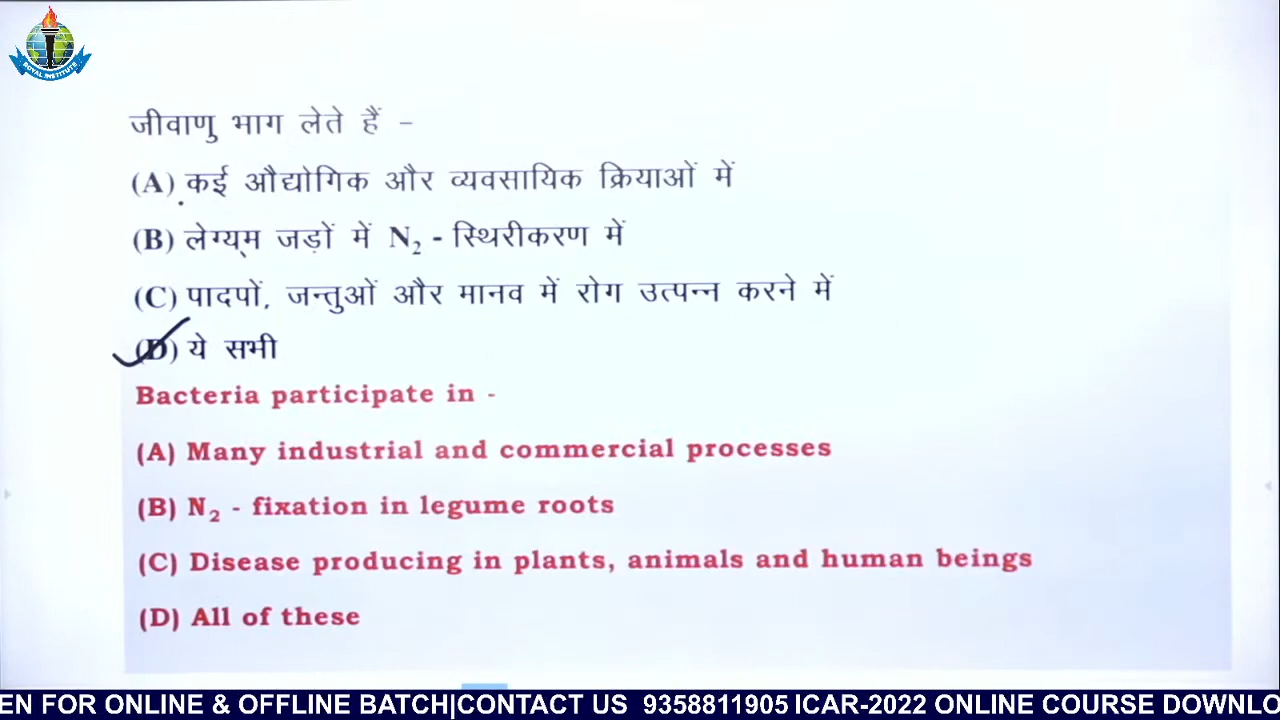 ROYAL INSTITUTE
जीवाणु भाग लेते हैं -
(A) कई औद्योगिक और व्यवसायिक क्रियाओं में
(B) लेग्यूम जड़ों में N₂ - स्थिरीकरण में
(C) पादपों, जन्तुओं और मानव में रोग उत्पन्न करने में
(D) ये सभी
Bacteria participate in -
(A) Many industrial and commercial processes
(B) N₂ - fixation in legume roots
(C) Disease producing in plants, animals and human beings
(D) All of these
EN FOR ONLINE & OFFLINE BATCH|CONTACT US 9358811905 ICAR-2022 ONLINE COURSE DOWNLO